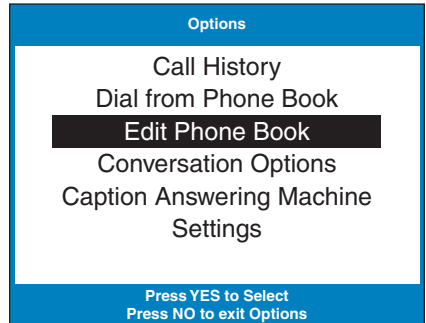 Options
Call History
Dial from Phone Book
Edit Phone Book
Conversation Options
Caption Answering Machine
Settings
Press YES to Select
Press NO to exit Options